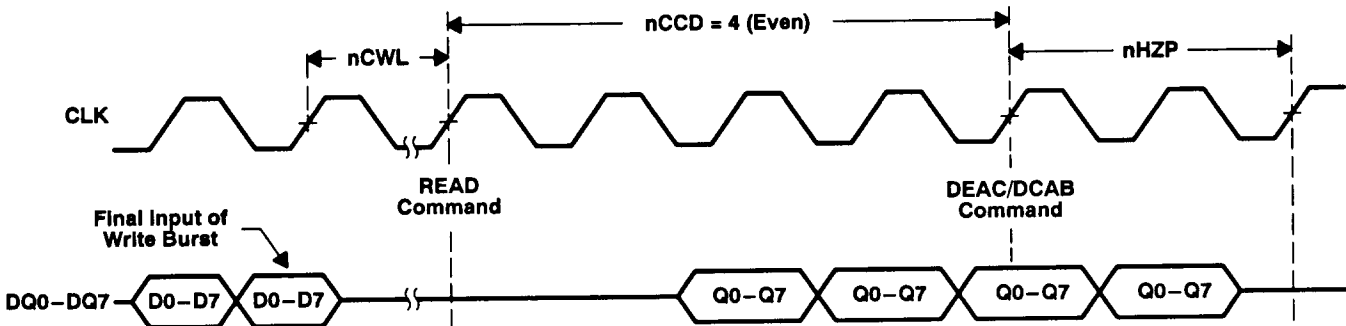 nCCD = 4 (Even)
nCWL
nHZP
CLK
READ
Command
DEAC/DCAB
Command
Final Input of
Write Burst
DQ0–DQ7 D0–D7 D0–D7 Q0–Q7 Q0–Q7 Q0–Q7 Q0–Q7